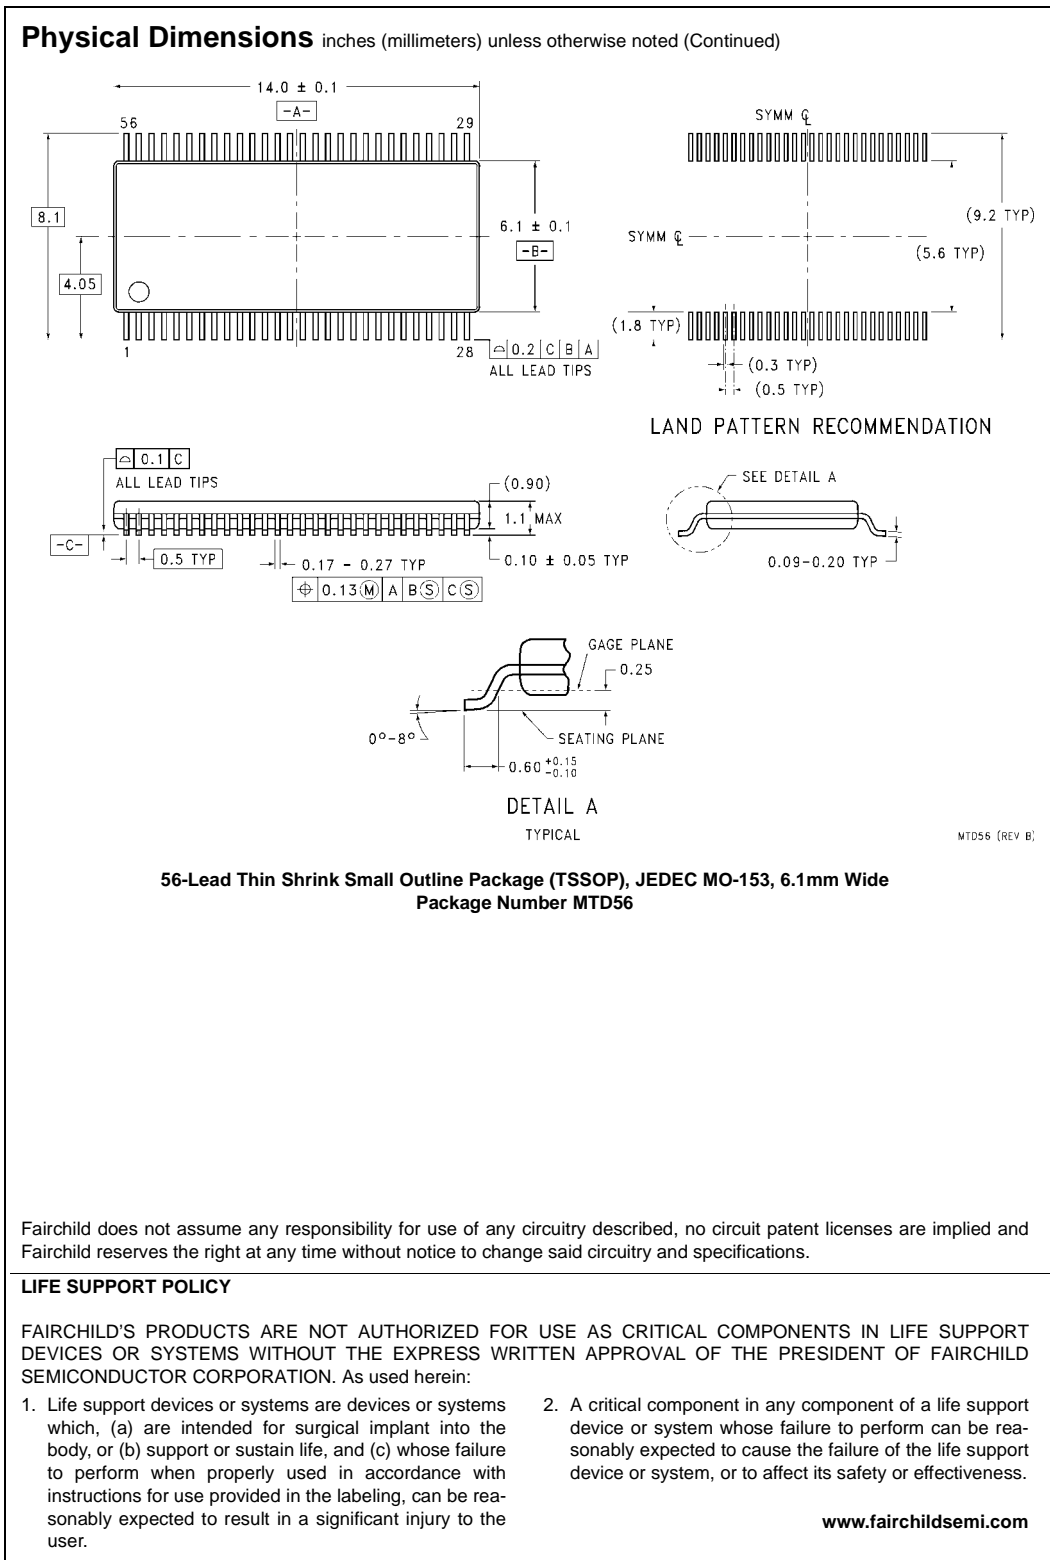 Physical Dimensions inches (millimeters) unless otherwise noted (Continued)
14.0 ± 0.1
-A-
56
29
8.1
4.05
6.1 ± 0.1
-B-
1
28
⌓ 0.2 C B A
ALL LEAD TIPS
SYMM ℄
SYMM ℄
(9.2 TYP)
(5.6 TYP)
(1.8 TYP)
(0.3 TYP)
(0.5 TYP)
LAND PATTERN RECOMMENDATION
⌓ 0.1 C
ALL LEAD TIPS
(0.90)
1.1 MAX
-C-
0.5 TYP
0.17 - 0.27 TYP
0.10 ± 0.05 TYP
⌖ 0.13 Ⓜ A B Ⓢ C Ⓢ
SEE DETAIL A
0.09-0.20 TYP
GAGE PLANE
0.25
0°-8°
SEATING PLANE
0.60 +0.15 -0.10
DETAIL A
TYPICAL
MTD56 (REV B)
56-Lead Thin Shrink Small Outline Package (TSSOP), JEDEC MO-153, 6.1mm Wide
Package Number MTD56
Fairchild does not assume any responsibility for use of any circuitry described, no circuit patent licenses are implied and
Fairchild reserves the right at any time without notice to change said circuitry and specifications.
LIFE SUPPORT POLICY
FAIRCHILD'S PRODUCTS ARE NOT AUTHORIZED FOR USE AS CRITICAL COMPONENTS IN LIFE SUPPORT
DEVICES OR SYSTEMS WITHOUT THE EXPRESS WRITTEN APPROVAL OF THE PRESIDENT OF FAIRCHILD
SEMICONDUCTOR CORPORATION. As used herein:
1. Life support devices or systems are devices or systems
which, (a) are intended for surgical implant into the
body, or (b) support or sustain life, and (c) whose failure
to perform when properly used in accordance with
instructions for use provided in the labeling, can be rea-
sonably expected to result in a significant injury to the
user.
2. A critical component in any component of a life support
device or system whose failure to perform can be rea-
sonably expected to cause the failure of the life support
device or system, or to affect its safety or effectiveness.
www.fairchildsemi.com